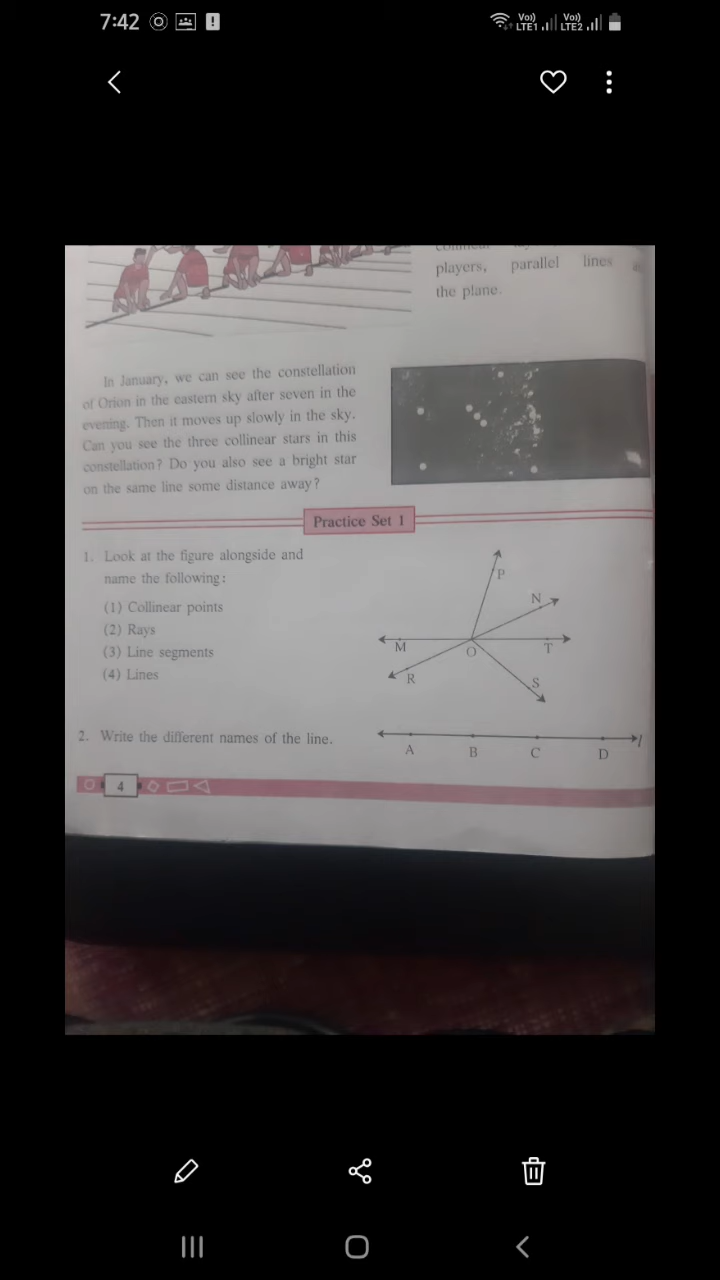 7:42
Vo)) LTE1 Vo)) LTE2
players, parallel lines
the plane.
In January, we can see the constellation
of Orion in the eastern sky after seven in the
evening. Then it moves up slowly in the sky.
Can you see the three collinear stars in this
constellation? Do you also see a bright star
on the same line some distance away?
Practice Set 1
1. Look at the figure alongside and
name the following:
(1) Collinear points
(2) Rays
(3) Line segments
(4) Lines
P
N
M
O
T
R
S
2. Write the different names of the line.
l
A B C D
4